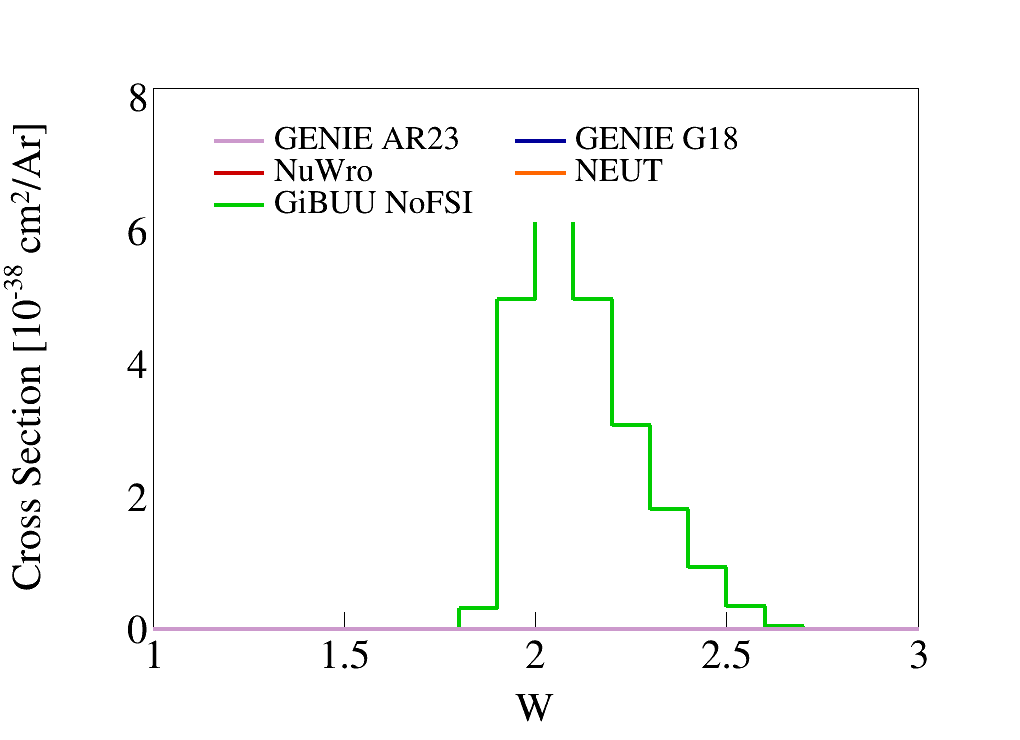 8
6
4
2
0
1
1.5
2
2.5
3
W
Cross Section [10⁻³⁸ cm²/Ar]
GENIE AR23
GENIE G18
NuWro
NEUT
GiBUU NoFSI